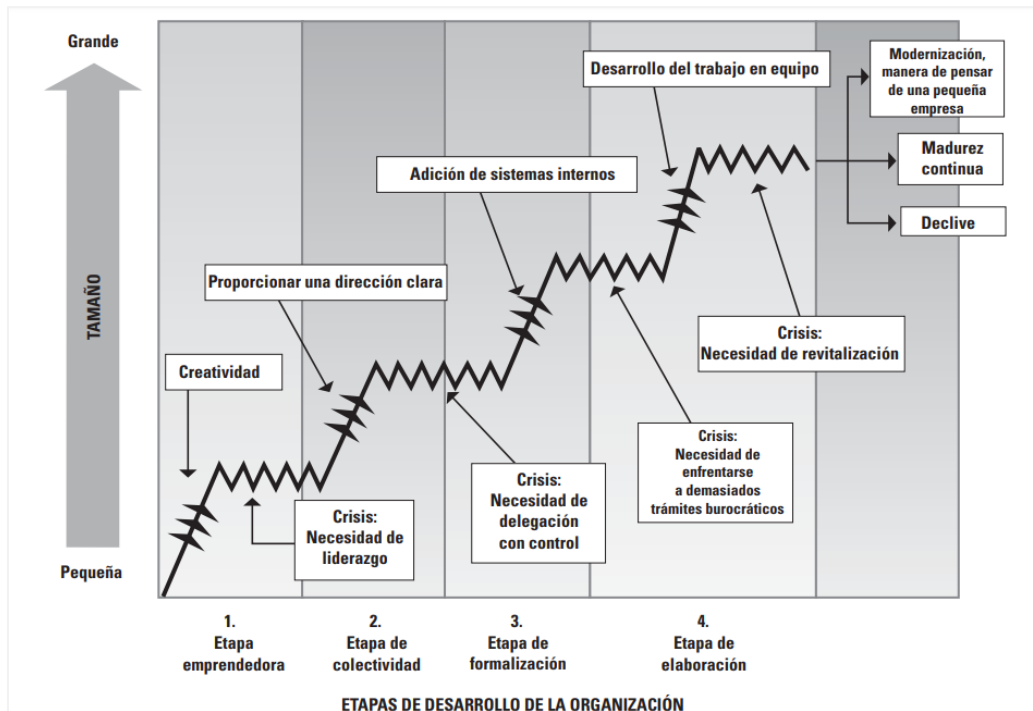 Grande
TAMAÑO
Pequeña
Creatividad
Crisis:
Necesidad de
liderazgo
Proporcionar una dirección clara
Crisis:
Necesidad de
delegación
con control
Adición de sistemas internos
Crisis:
Necesidad de
enfrentarse
a demasiados
trámites burocráticos
Desarrollo del trabajo en equipo
Crisis:
Necesidad de revitalización
Modernización,
manera de pensar
de una pequeña
empresa
Madurez
continua
Declive
1.
Etapa
emprendedora
2.
Etapa de
colectividad
3.
Etapa de
formalización
4.
Etapa de
elaboración
ETAPAS DE DESARROLLO DE LA ORGANIZACIÓN